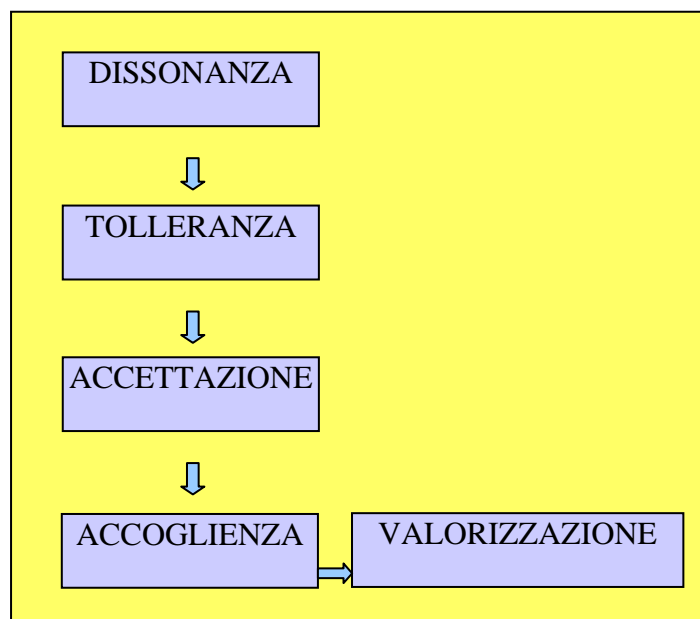 DISSONANZA
TOLLERANZA
ACCETTAZIONE
ACCOGLIENZA
VALORIZZAZIONE